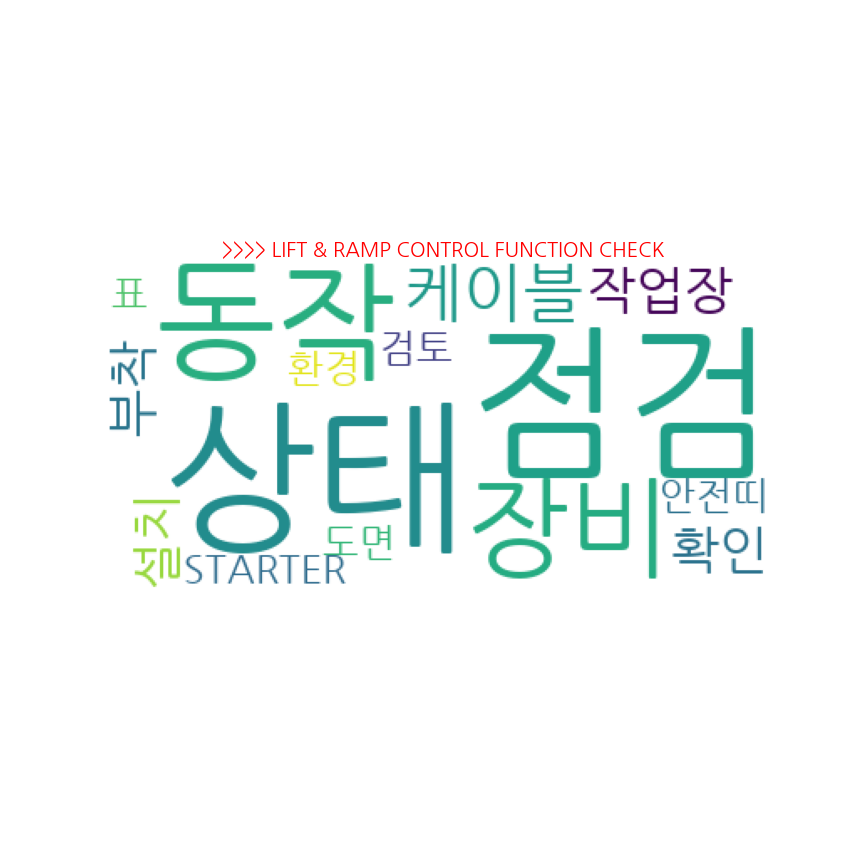 >>>> LIFT & RAMP CONTROL FUNCTION CHECK
표
동작
케이블
작업장
환경
검토
부착
점검
상태
장비
안전띠
설치
도면
확인
STARTER